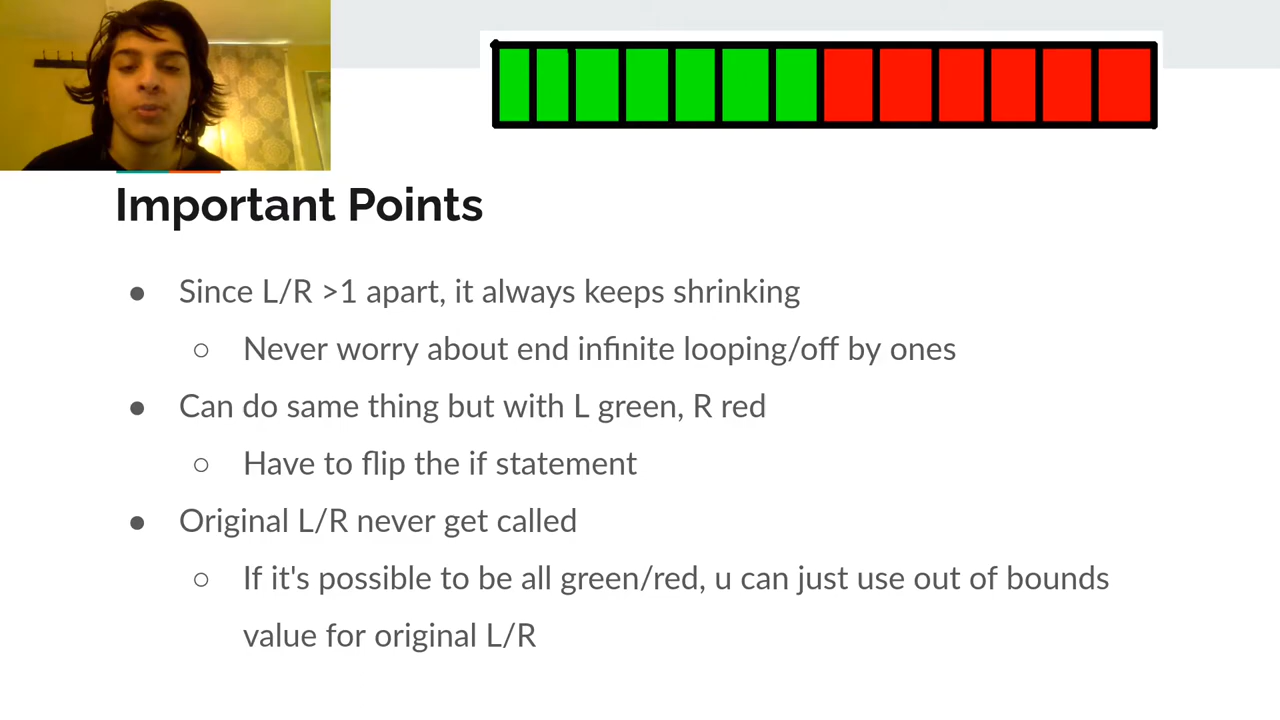 Important Points
● Since L/R >1 apart, it always keeps shrinking
○ Never worry about end infinite looping/off by ones
● Can do same thing but with L green, R red
○ Have to flip the if statement
● Original L/R never get called
○ If it's possible to be all green/red, u can just use out of bounds
value for original L/R